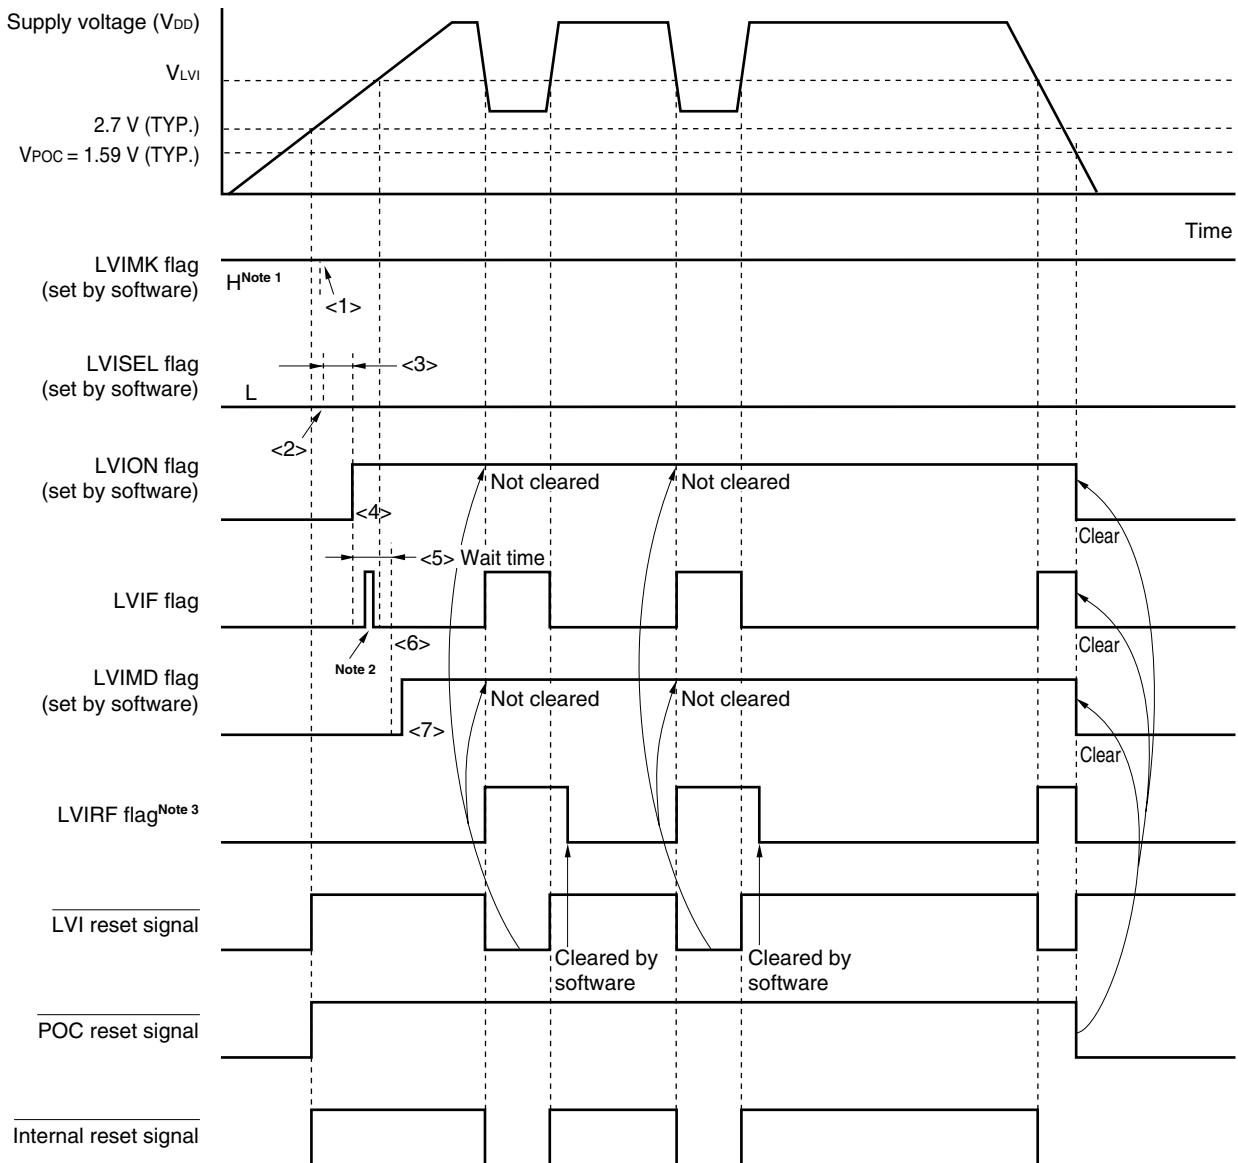 Supply voltage (VDD)
VLVI
2.7 V (TYP.)
VPOC = 1.59 V (TYP.)
Time
LVIMK flag
(set by software)
HNote 1
<1>
LVISEL flag
(set by software)
<3>
L
<2>
LVION flag
(set by software)
Not cleared
Not cleared
<4>
Clear
<5> Wait time
LVIF flag
<6>
Note 2
Clear
LVIMD flag
(set by software)
Not cleared
Not cleared
<7>
Clear
LVIRF flagNote 3
LVI reset signal
Cleared by
software
Cleared by
software
POC reset signal
Internal reset signal